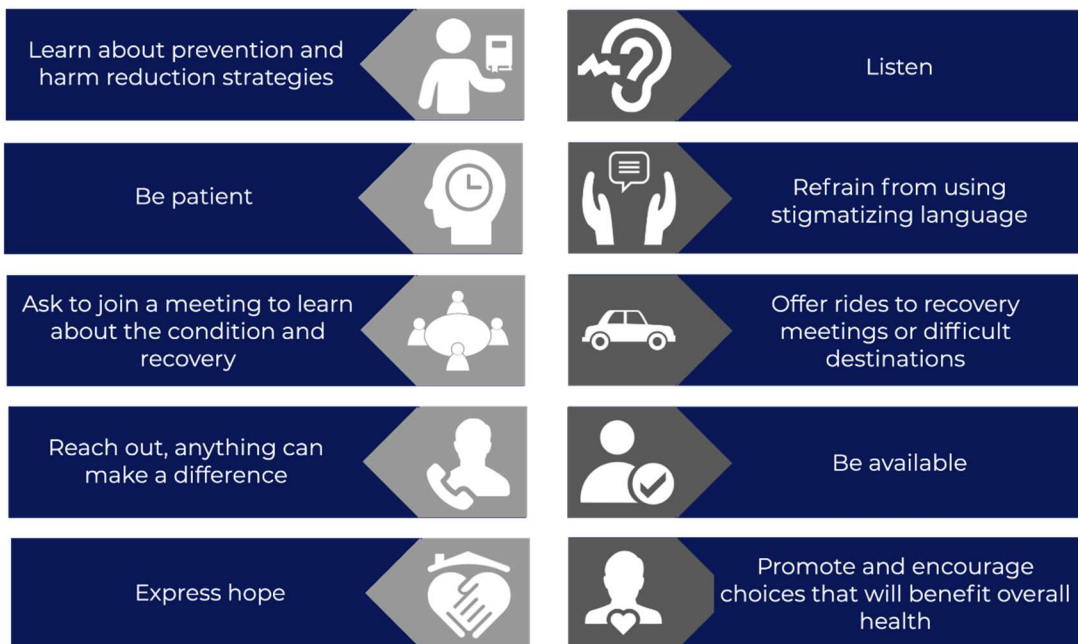 Learn about prevention and
harm reduction strategies
Listen
Be patient
Refrain from using
stigmatizing language
Ask to join a meeting to learn
about the condition and
recovery
Offer rides to recovery
meetings or difficult
destinations
Reach out, anything can
make a difference
Be available
Express hope
Promote and encourage
choices that will benefit overall
health